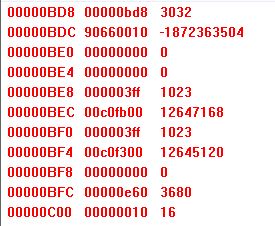 00000BD8 00000bd8 3032
00000BDC 90660010 -1872363504
00000BE0 00000000 0
00000BE4 00000000 0
00000BE8 000003ff 1023
00000BEC 00c0fb00 12647168
00000BF0 000003ff 1023
00000BF4 00c0f300 12645120
00000BF8 00000000 0
00000BFC 00000e60 3680
00000C00 00000010 16